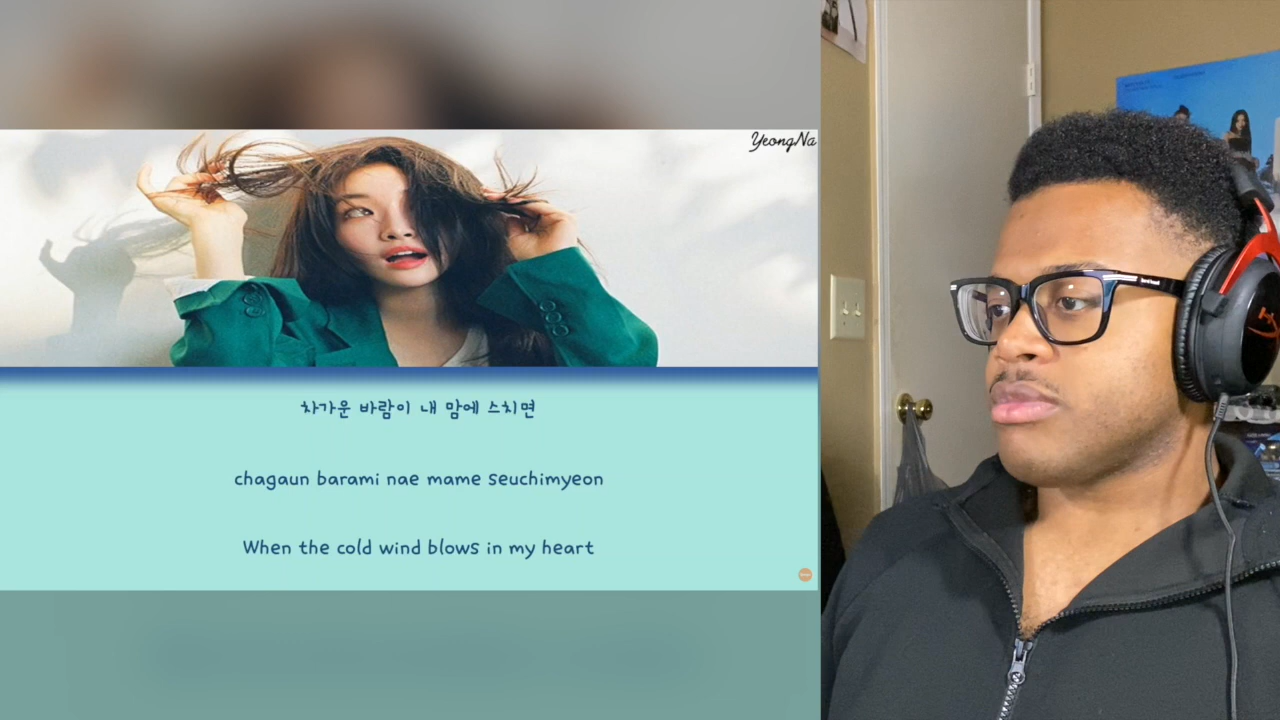 YeongNa
차가운 바람이 내 맘에 스치면
chagaun barami nae mame seuchimyeon
When the cold wind blows in my heart